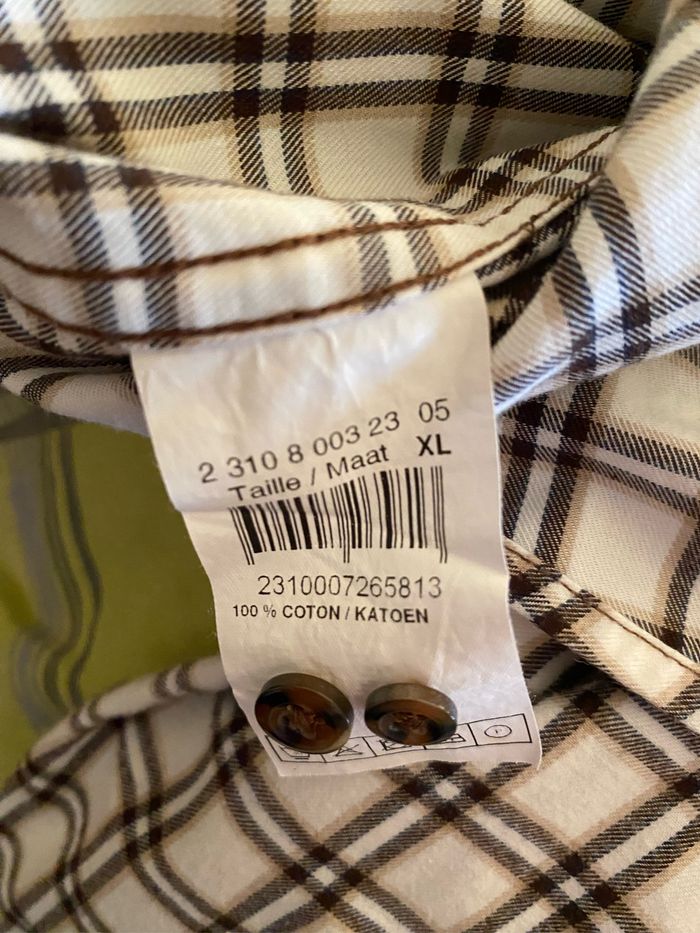 2 310 8 003 23 05
Taille / Maat XL
2310007265813
100 % COTON / KATOEN